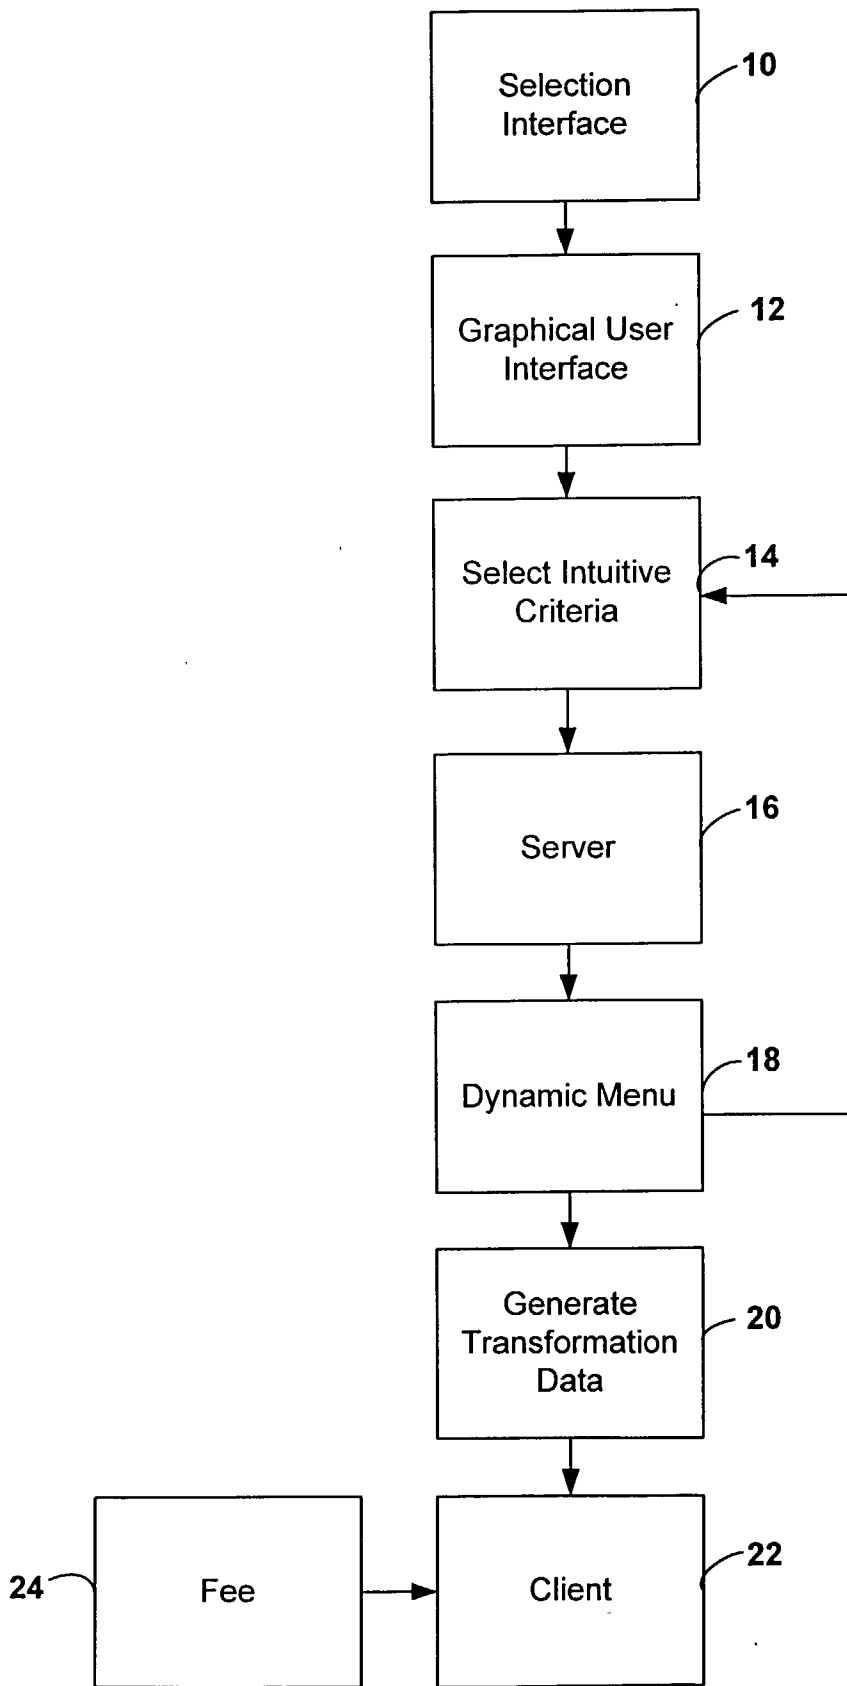 Selection
Interface
10
Graphical User
Interface
12
Select Intuitive
Criteria
14
Server
16
Dynamic Menu
18
Generate
Transformation
Data
20
24
Fee
Client
22